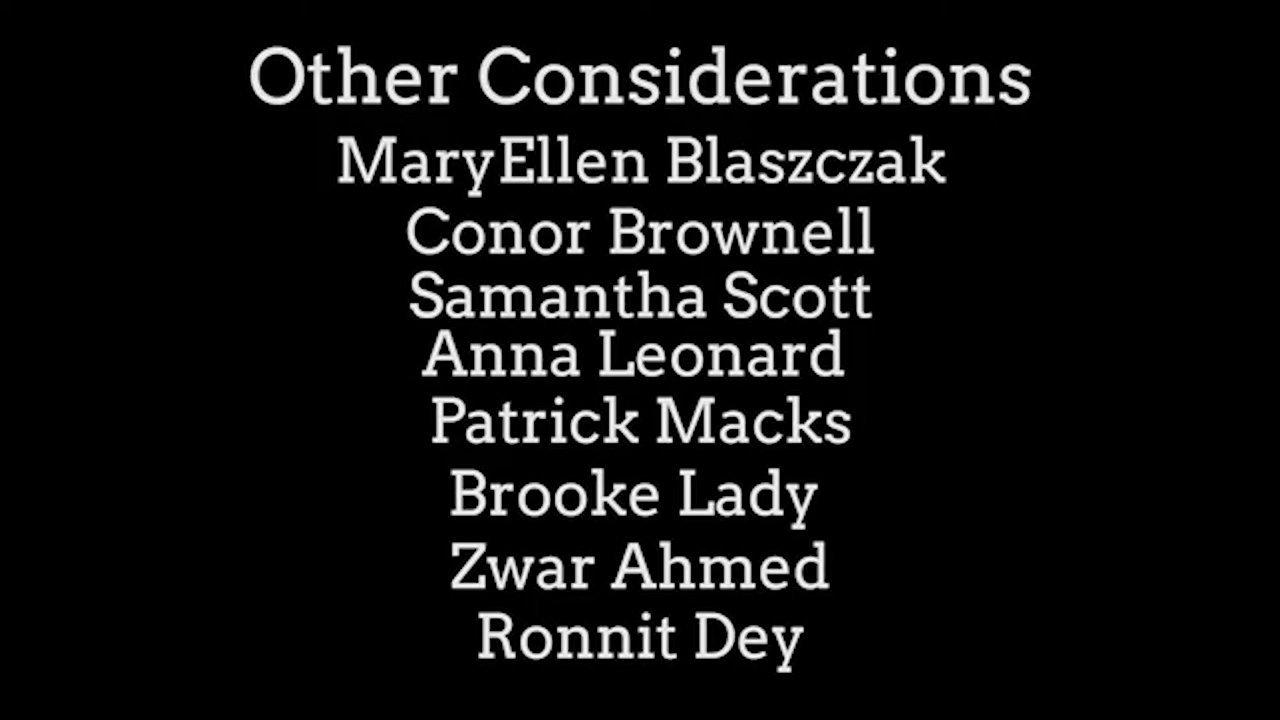 Other Considerations
MaryEllen Blaszczak
Conor Brownell
Samantha Scott
Anna Leonard
Patrick Macks
Brooke Lady
Zwar Ahmed
Ronnit Dey